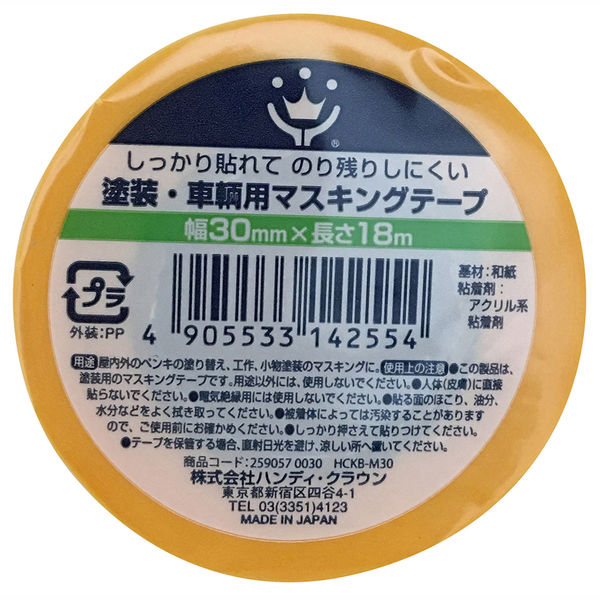 ®
しっかり貼れて のり残りしにくい
塗装・車輌用マスキングテープ
幅30mm×長さ18m
プラ
外装:PP
4 905533 142554
基材:和紙
粘着剤:
アクリル系
粘着剤
用途 屋内外のペンキの塗り替え、工作、小物塗装のマスキングに。 使用上の注意 ●この製品は、
塗装用のマスキングテープです。用途以外には、使用しないでください。●人体(皮膚)に直接
貼らないでください。●電気絶縁用には使用しないでください。●貼る面のほこり、油分、
水分などをよく拭き取ってください。●被着体によっては汚染することがあります
ので、ご使用前にお確かめください。●しっかり押さえて貼りつけてください。
●テープを保管する場合、直射日光を避け、涼しい所へ置いてください。
商品コード:259057 0030 HCKB-M30
株式会社ハンディ・クラウン
東京都新宿区四谷4-1
TEL 03(3351)4123
MADE IN JAPAN